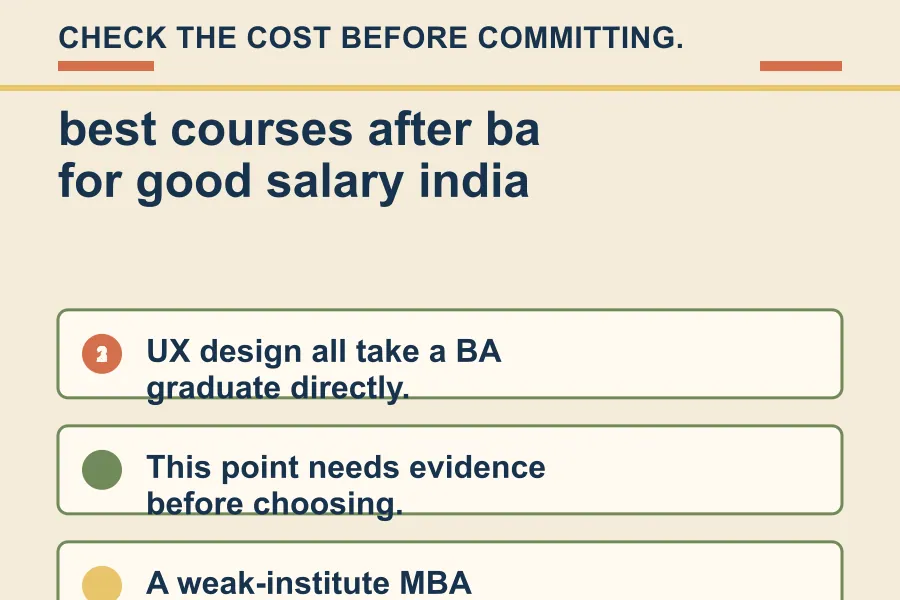 CHECK THE COST BEFORE COMMITTING.
best courses after ba
for good salary india
UX design all take a BA
graduate directly.
This point needs evidence
before choosing.
A weak-institute MBA